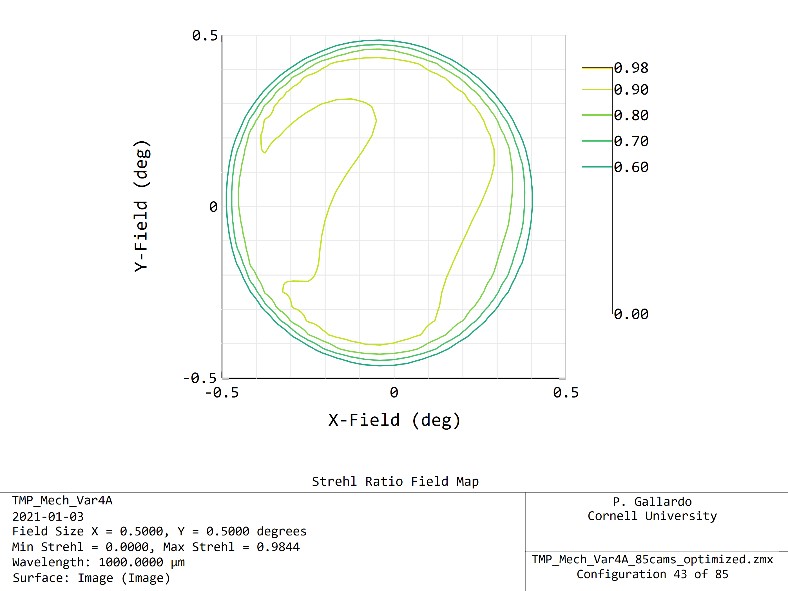 0.5
0
-0.5
-0.5
0
0.5
Y-Field (deg)
X-Field (deg)
0.98
0.90
0.80
0.70
0.60
0.00
Strehl Ratio Field Map
TMP_Mech_Var4A
2021-01-03
Field Size X = 0.5000, Y = 0.5000 degrees
Min Strehl = 0.0000, Max Strehl = 0.9844
Wavelength: 1000.0000 µm
Surface: Image (Image)
P. Gallardo
Cornell University
TMP_Mech_Var4A_85cams_optimized.zmx
Configuration 43 of 85